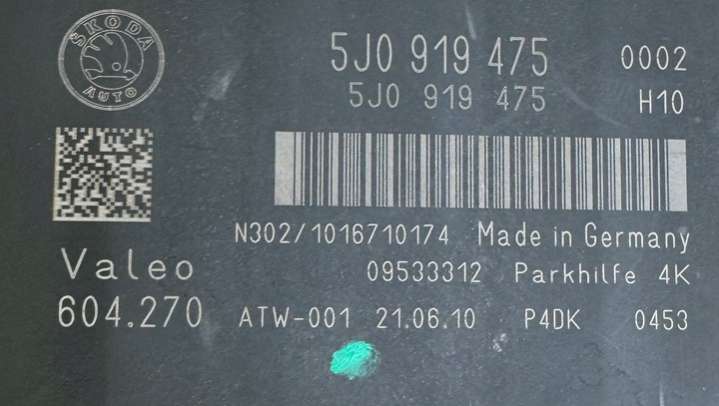 ŠKODA
AUTO
5J0 919 475 0002
5J0 919 475 H10
N302/1016710174 Made in Germany
Valeo 09533312 Parkhilfe 4K
604.270 ATW-001 21.06.10 P4DK 0453